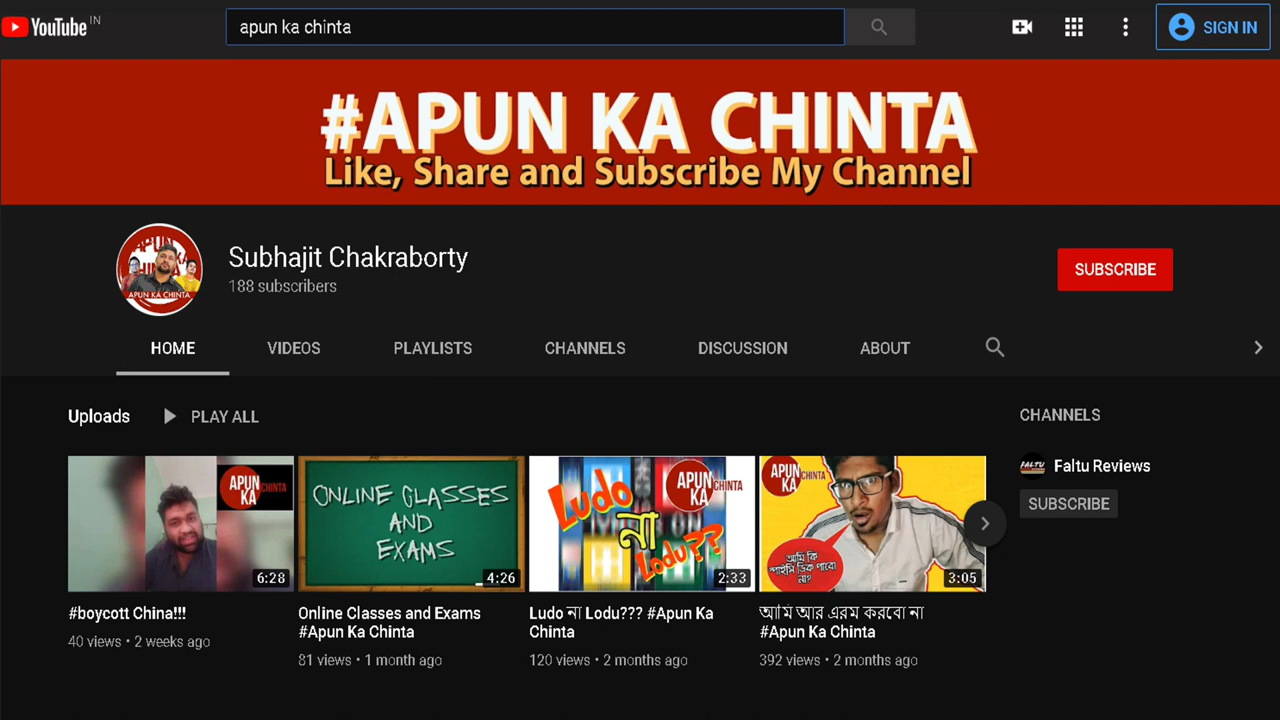 YouTube IN
apun ka chinta
SIGN IN
#APUN KA CHINTA
Like, Share and Subscribe My Channel
APUN KA CHINTA
Subhajit Chakraborty
188 subscribers
SUBSCRIBE
HOME
VIDEOS
PLAYLISTS
CHANNELS
DISCUSSION
ABOUT
Uploads
PLAY ALL
CHANNELS
FALTU
Faltu Reviews
SUBSCRIBE
APUN KA CHINTA
6:28
ONLINE CLASSES
AND
EXAMS
4:26
Ludo
না
Lodu??
APUN KA CHINTA
2:33
APUN KA CHINTA
আমি কি
স্পাইসি ডিক পাবো
না?
3:05
#boycott China!!!
40 views • 2 weeks ago
Online Classes and Exams
#Apun Ka Chinta
81 views • 1 month ago
Ludo না Lodu??? #Apun Ka
Chinta
120 views • 2 months ago
আমি আর এরম করবো না
#Apun Ka Chinta
392 views • 2 months ago